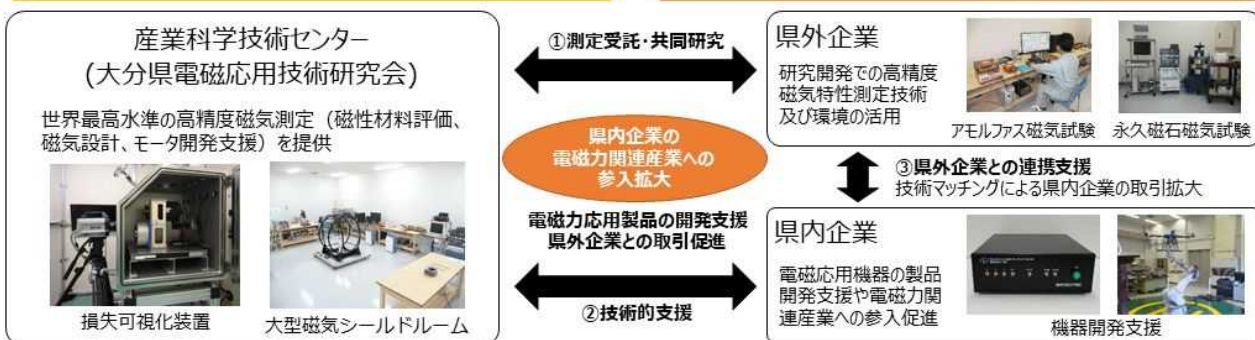 産業科学技術センター
(大分県電磁応用技術研究会)
世界最高水準の高精度磁気測定（磁性材料評価、
磁気設計、モータ開発支援）を提供
損失可視化装置
大型磁気シールドルーム
①測定受託・共同研究
県内企業の
電磁力関連産業への
参入拡大
電磁力応用製品の開発支援
県外企業との取引促進
②技術的支援
県外企業
研究開発での高精度
磁気特性測定技術
及び環境の活用
アモルファス磁気試験
永久磁石磁気試験
③県外企業との連携支援
技術マッチングによる県内企業の取引拡大
県内企業
電磁応用機器の製品
開発支援や電磁力関
連産業への参入促進
機器開発支援